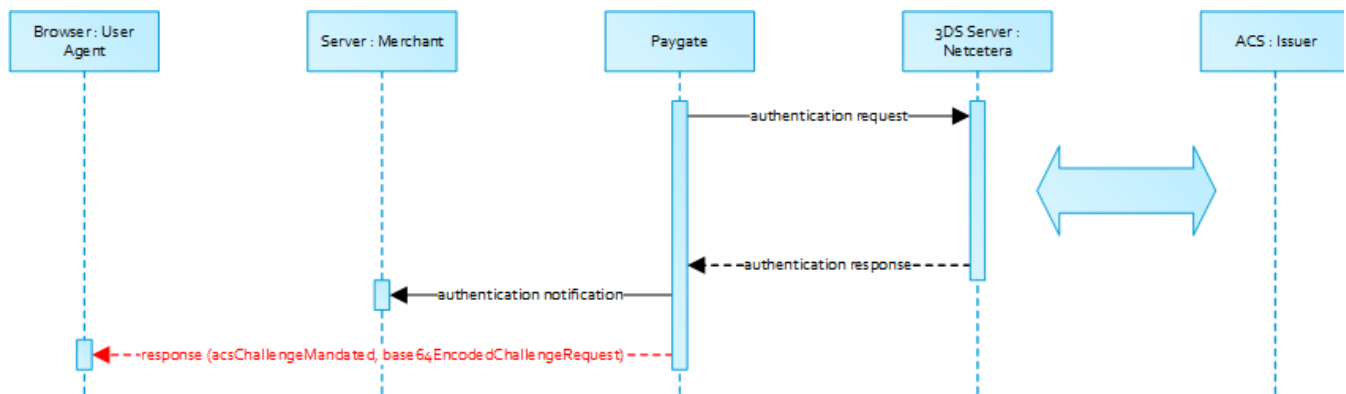 Browser : User
Agent
Server : Merchant
Paygate
3DS Server :
Netcetera
ACS : Issuer
authentication request
authentication response
authentication notification
response (acsChallengeMandated, base64EncodedChallengeRequest)